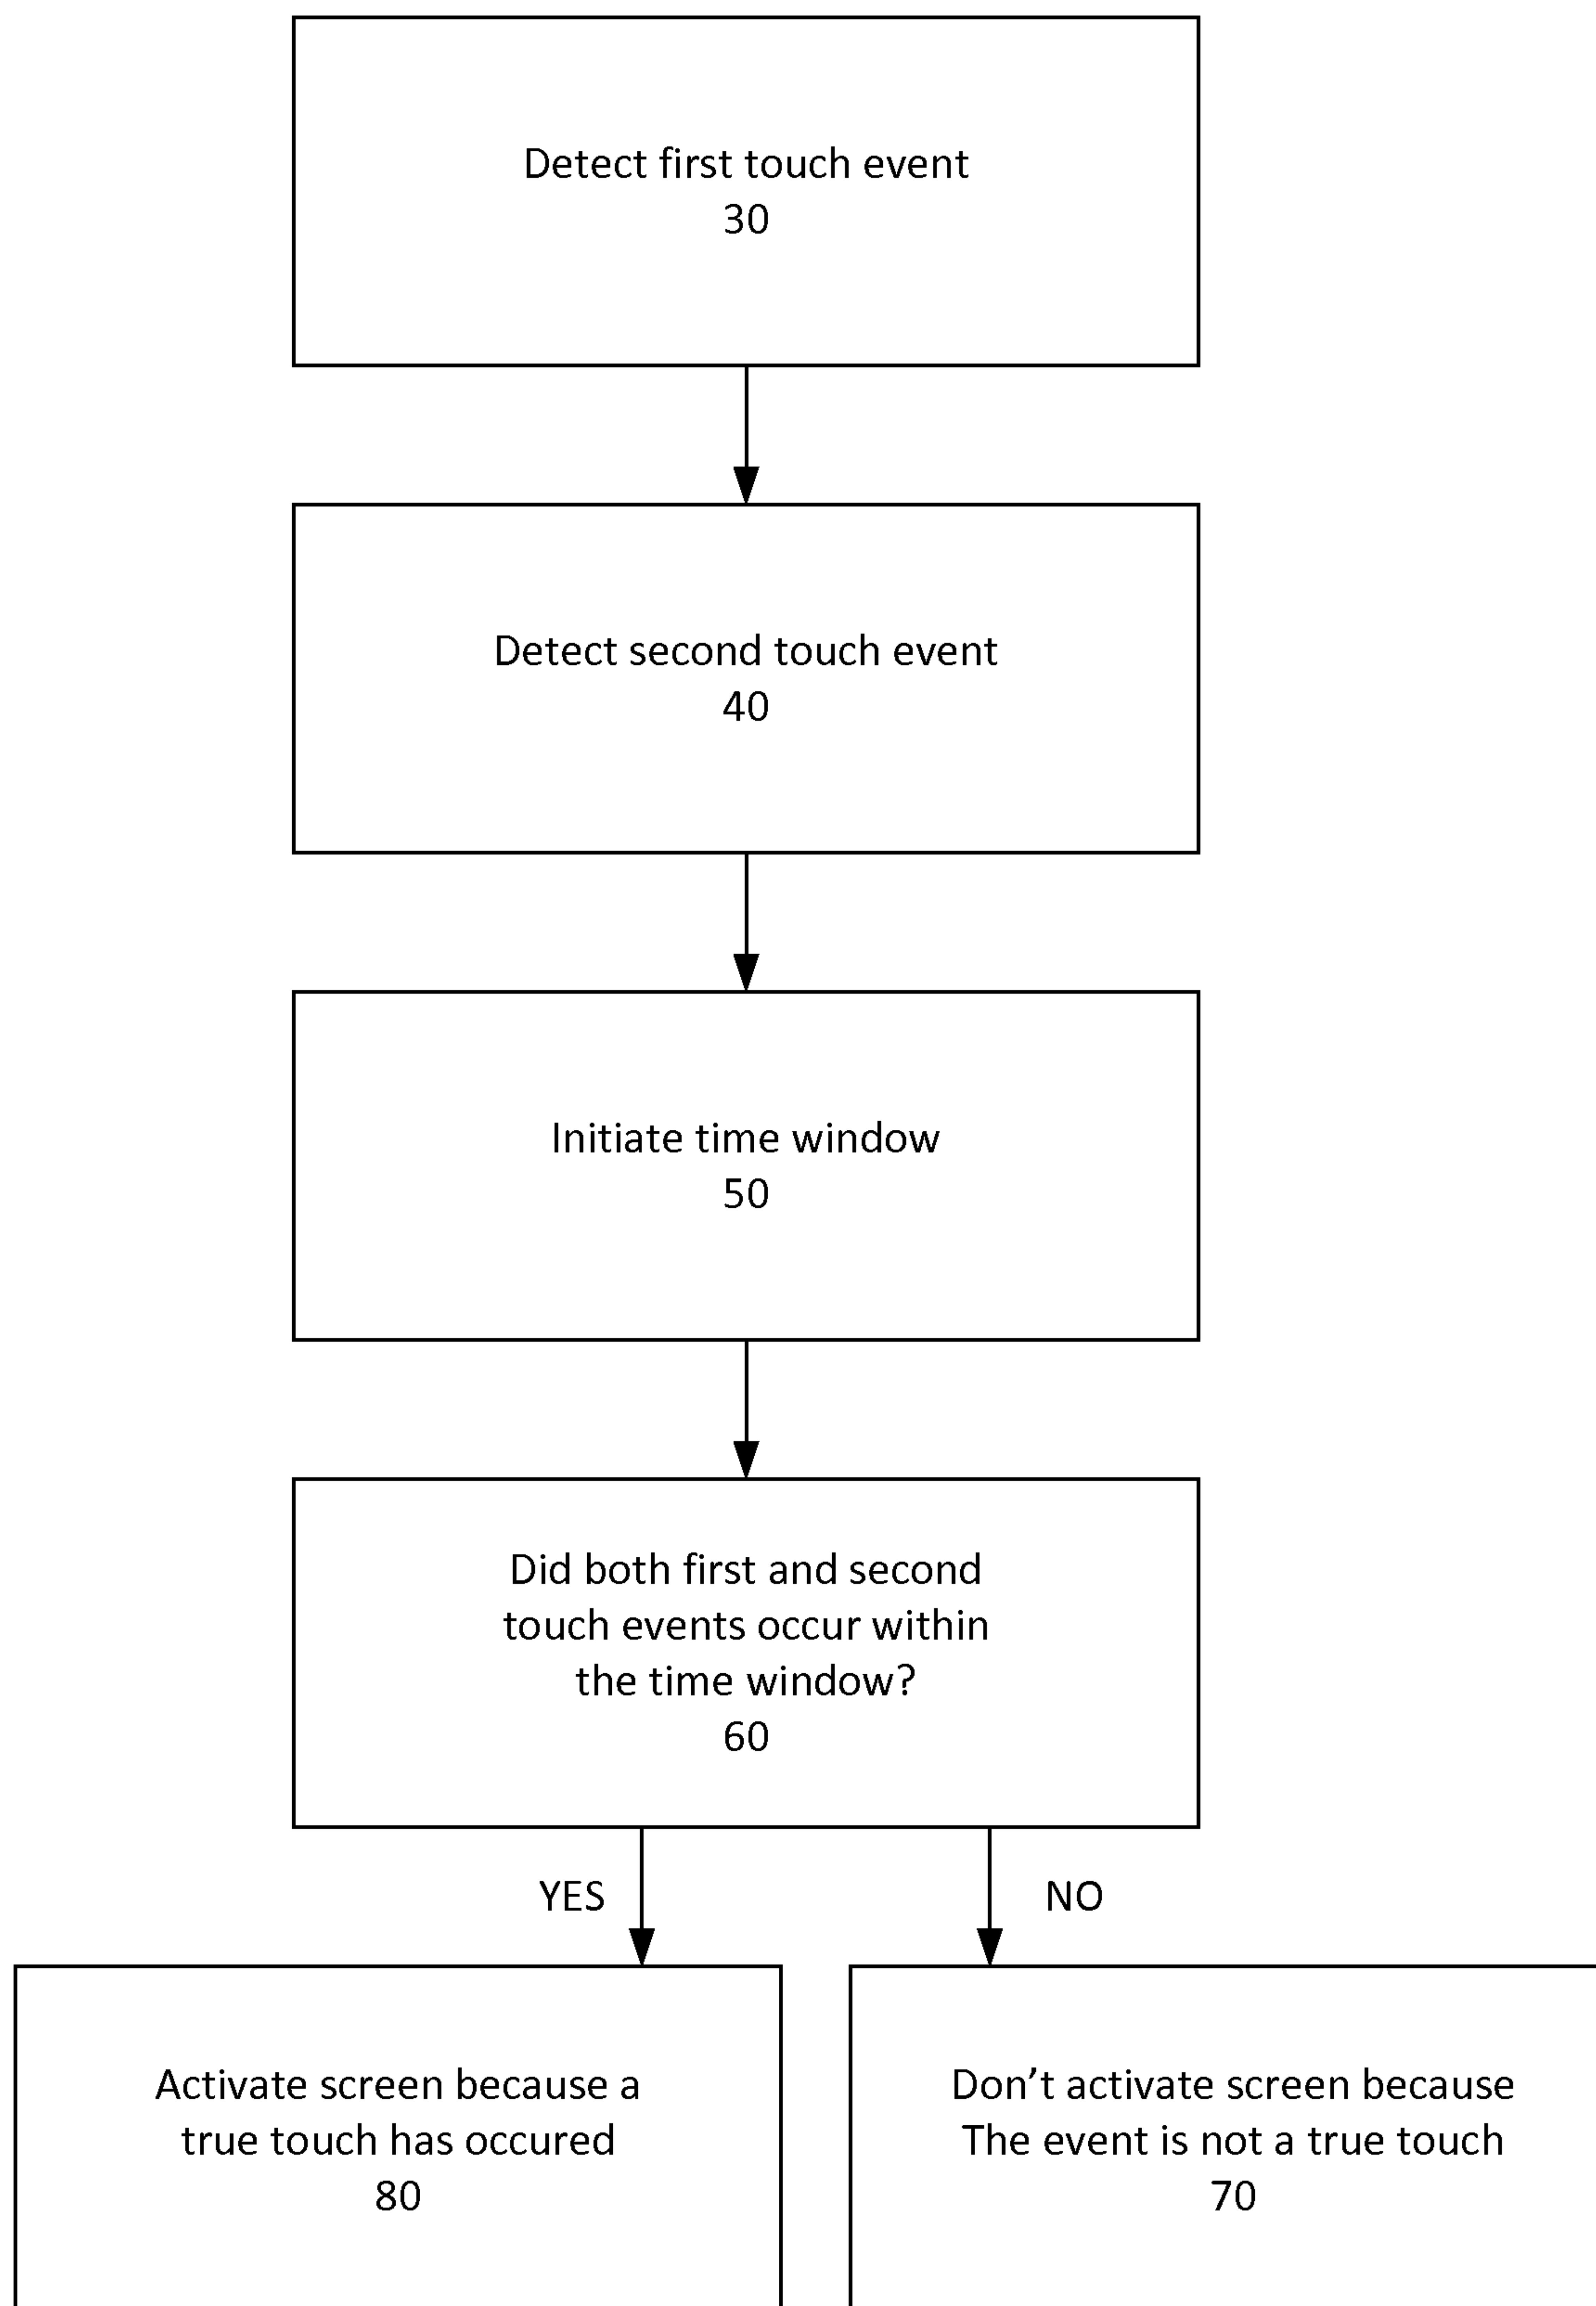 Detect first touch event
30
Detect second touch event
40
Initiate time window
50
Did both first and second
touch events occur within
the time window?
60
YES
NO
Activate screen because a
true touch has occured
80
Don’t activate screen because
The event is not a true touch
70